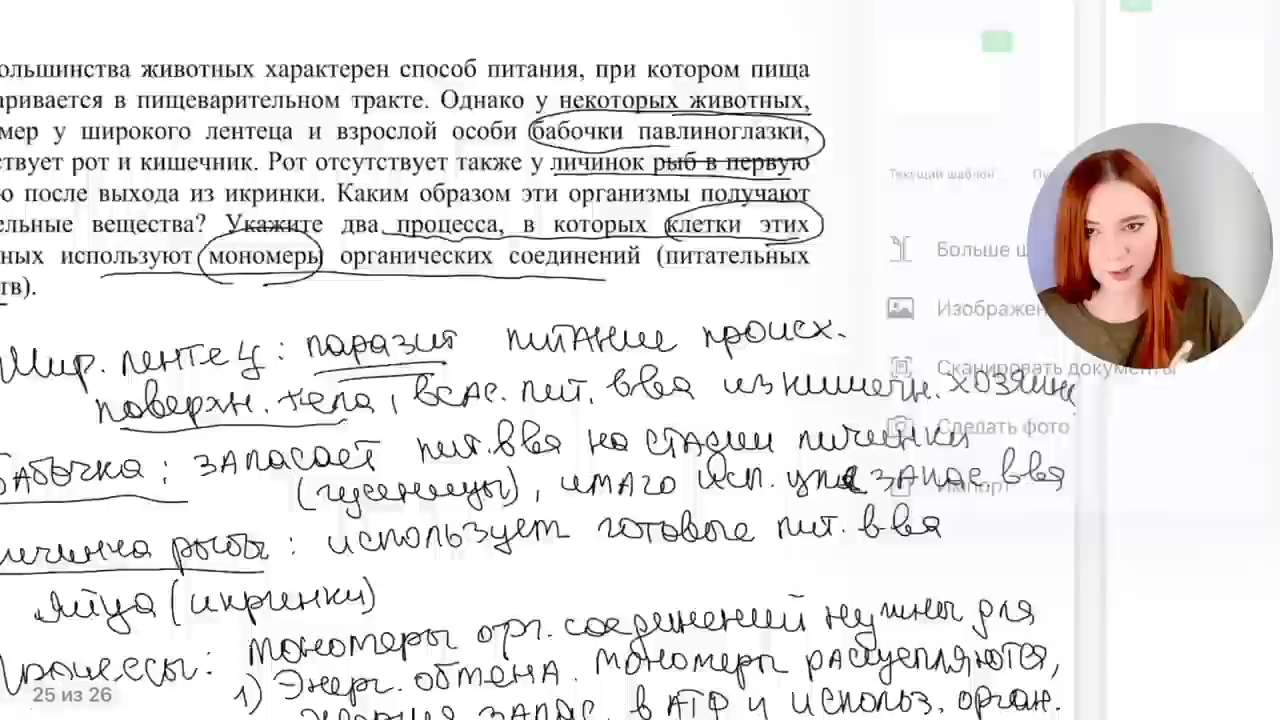 ольшинства животных характерен способ питания, при котором пища
аривается в пищеварительном тракте. Однако у некоторых животных,
мер у широкого лентеца и взрослой особи бабочки павлиноглазки,
ствует рот и кишечник. Рот отсутствует также у личинок рыб в первую
ю после выхода из икринки. Каким образом эти организмы получают
ельные вещества? Укажите два процесса, в которых клетки этих
ных используют мономеры органических соединений (питательных
тв).
Текущий шаблон
Больше ш
Изображен
Сканировать документы
Сделать фото
Импорт
Шир. лентец: паразит питание происх.
поверхн. тела, всас. пит. в-ва из кишечн. хозяина
бабочка: запасает пит. в-ва на стадии личинки
(гусеницы), имаго исп. запас. в-ва
личинка рыбы: использует готовые пит. в-ва
яйца (икринки)
Процессы: мономеры орг. соединений нужны для
1) Энерг. обмена. мономеры расщепляются,
энергия запас. в АТФ и использ. орган.
25 из 26